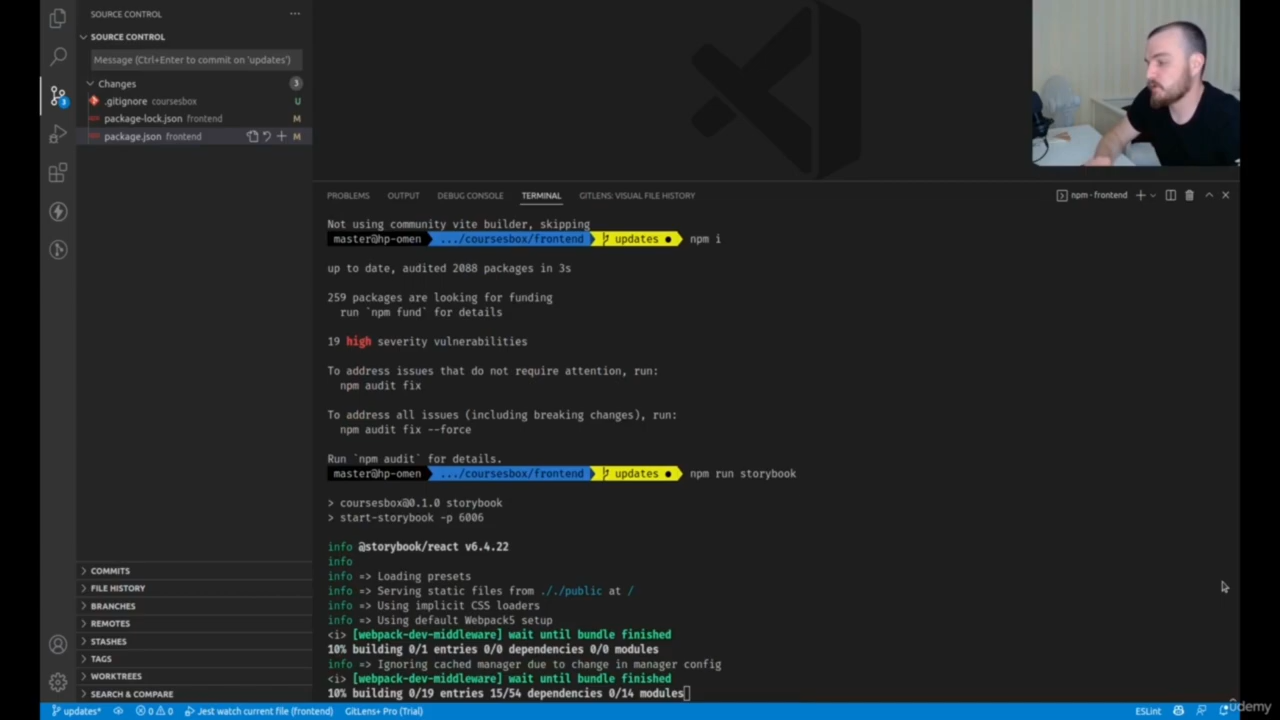 SOURCE CONTROL
SOURCE CONTROL
Message (Ctrl+Enter to commit on 'updates')
Changes 3
.gitignore coursesbox U
package-lock.json frontend M
package.json frontend M
3
COMMITS
FILE HISTORY
BRANCHES
REMOTES
STASHES
TAGS
WORKTREES
SEARCH & COMPARE
PROBLEMS OUTPUT DEBUG CONSOLE TERMINAL GITLENS: VISUAL FILE HISTORY
npm - frontend
Not using community vite builder, skipping
master@hp-omen .../coursesbox/frontend updates ● npm i
up to date, audited 2088 packages in 3s
259 packages are looking for funding
run `npm fund` for details
19 high severity vulnerabilities
To address issues that do not require attention, run:
npm audit fix
To address all issues (including breaking changes), run:
npm audit fix --force
Run `npm audit` for details.
master@hp-omen .../coursesbox/frontend updates ● npm run storybook
> coursesbox@0.1.0 storybook
> start-storybook -p 6006
info @storybook/react v6.4.22
info
info => Loading presets
info => Serving static files from ././public at /
info => Using implicit CSS loaders
info => Using default Webpack5 setup
<i> [webpack-dev-middleware] wait until bundle finished
10% building 0/1 entries 0/0 dependencies 0/0 modules
info => Ignoring cached manager due to change in manager config
<i> [webpack-dev-middleware] wait until bundle finished
10% building 0/19 entries 15/54 dependencies 0/14 modules
updates* 0 0 Jest watch current file (frontend) GitLens+ Pro (Trial) ESLint
Udemy